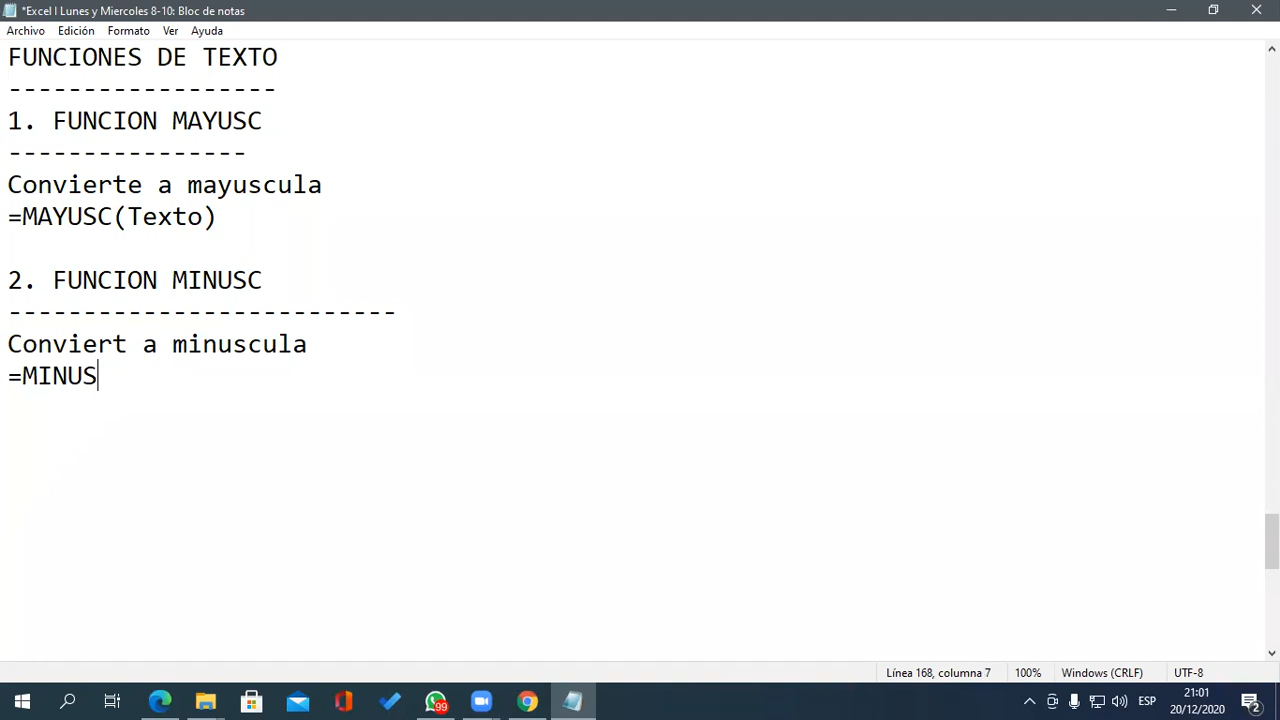 *Excel I Lunes y Miercoles 8-10: Bloc de notas
Archivo Edición Formato Ver Ayuda
FUNCIONES DE TEXTO
------------------
1. FUNCION MAYUSC
----------------
Convierte a mayuscula
=MAYUSC(Texto)
2. FUNCION MINUSC
--------------------------
Conviert a minuscula
=MINUS
Línea 168, columna 7 100% Windows (CRLF) UTF-8
99 ESP 21:01
20/12/2020 2